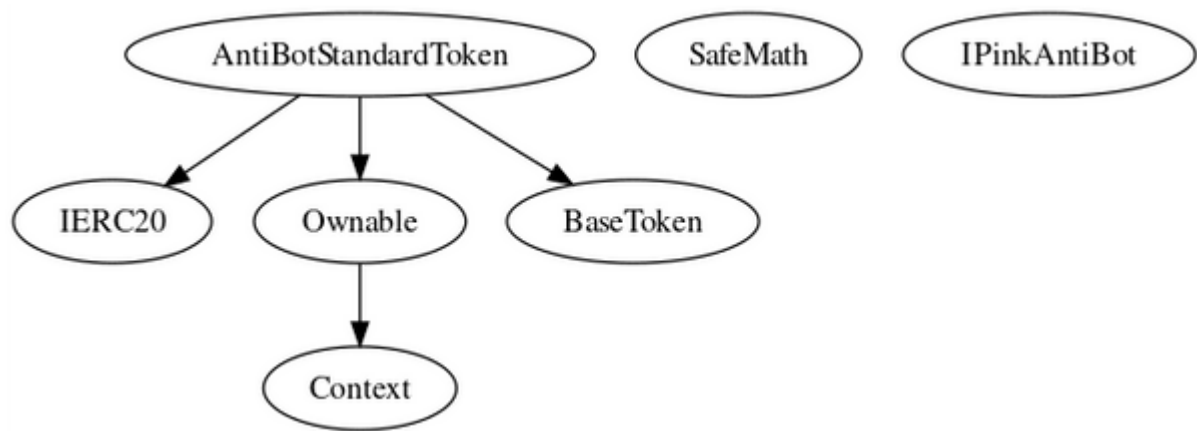 AntiBotStandardToken
SafeMath
IPinkAntiBot
IERC20
Ownable
BaseToken
Context